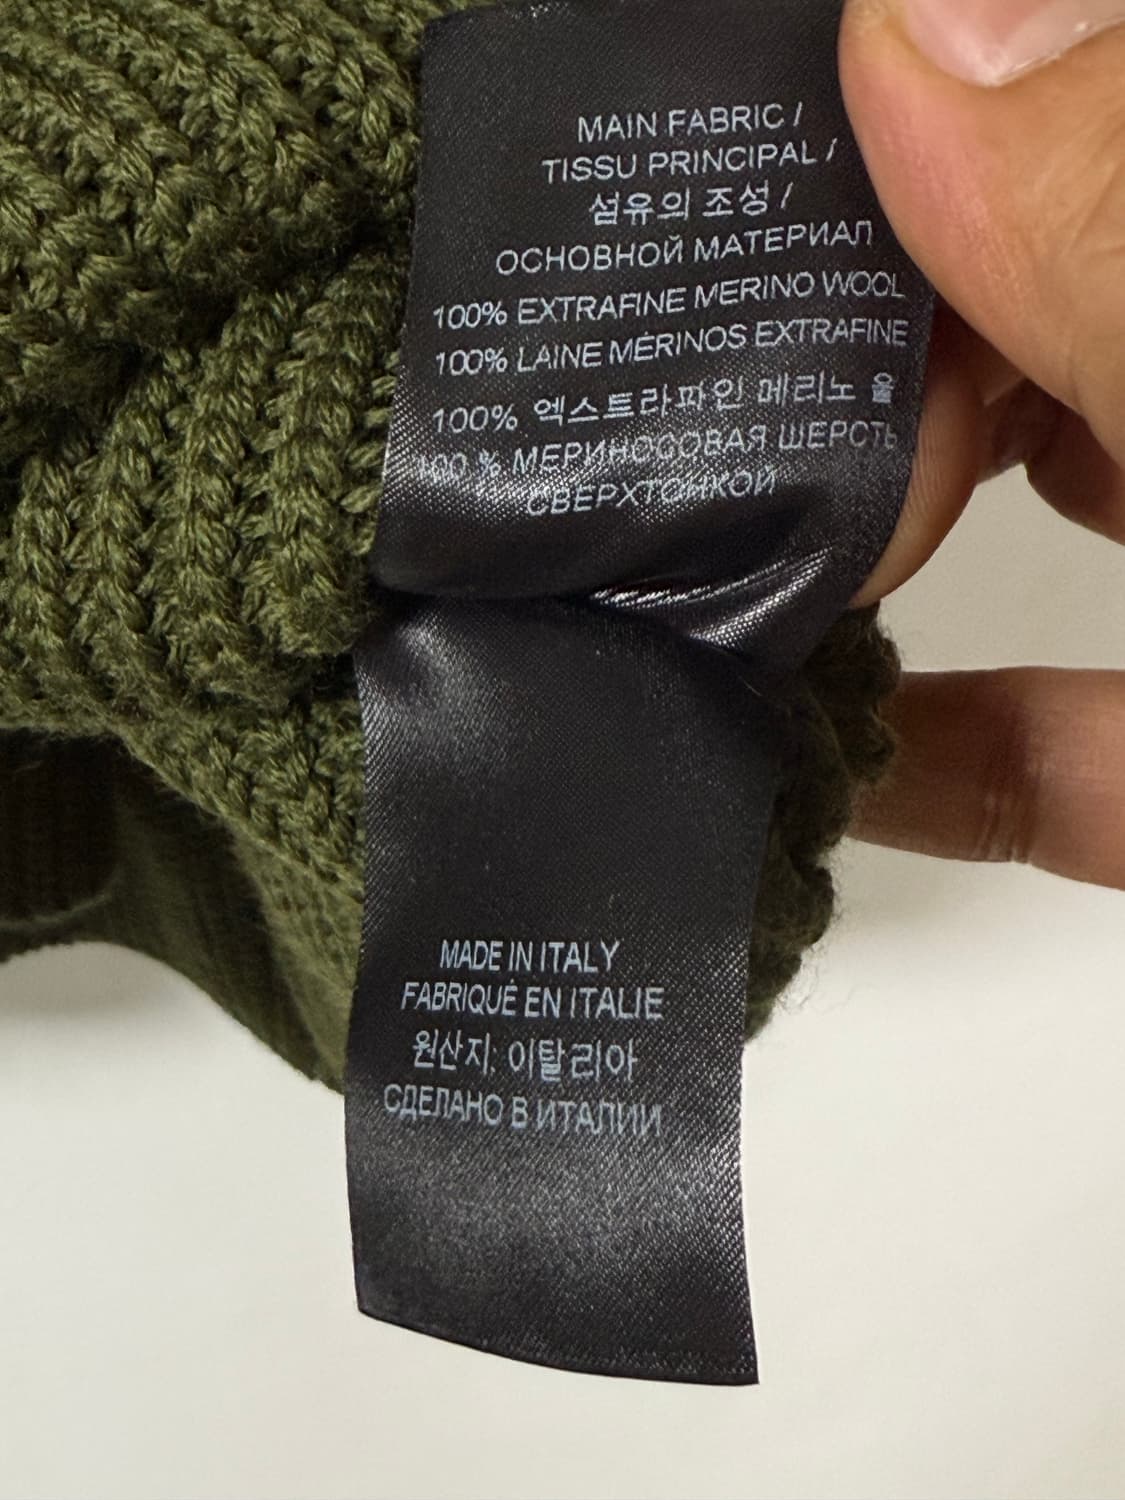 MAIN FABRIC /
TISSU PRINCIPAL /
섬유의 조성 /
ОСНОВНОЙ МАТЕРИАЛ
100% EXTRAFINE MERINO WOOL
100% LAINE MÉRINOS EXTRAFINE
100% 엑스트라파인 메리노 울
100 % МЕРИНОСОВАЯ ШЕРСТЬ
СВЕРХТОНКОЙ
MADE IN ITALY
FABRIQUÉ EN ITALIE
원산지: 이탈리아
СДЕЛАНО В ИТАЛИИ